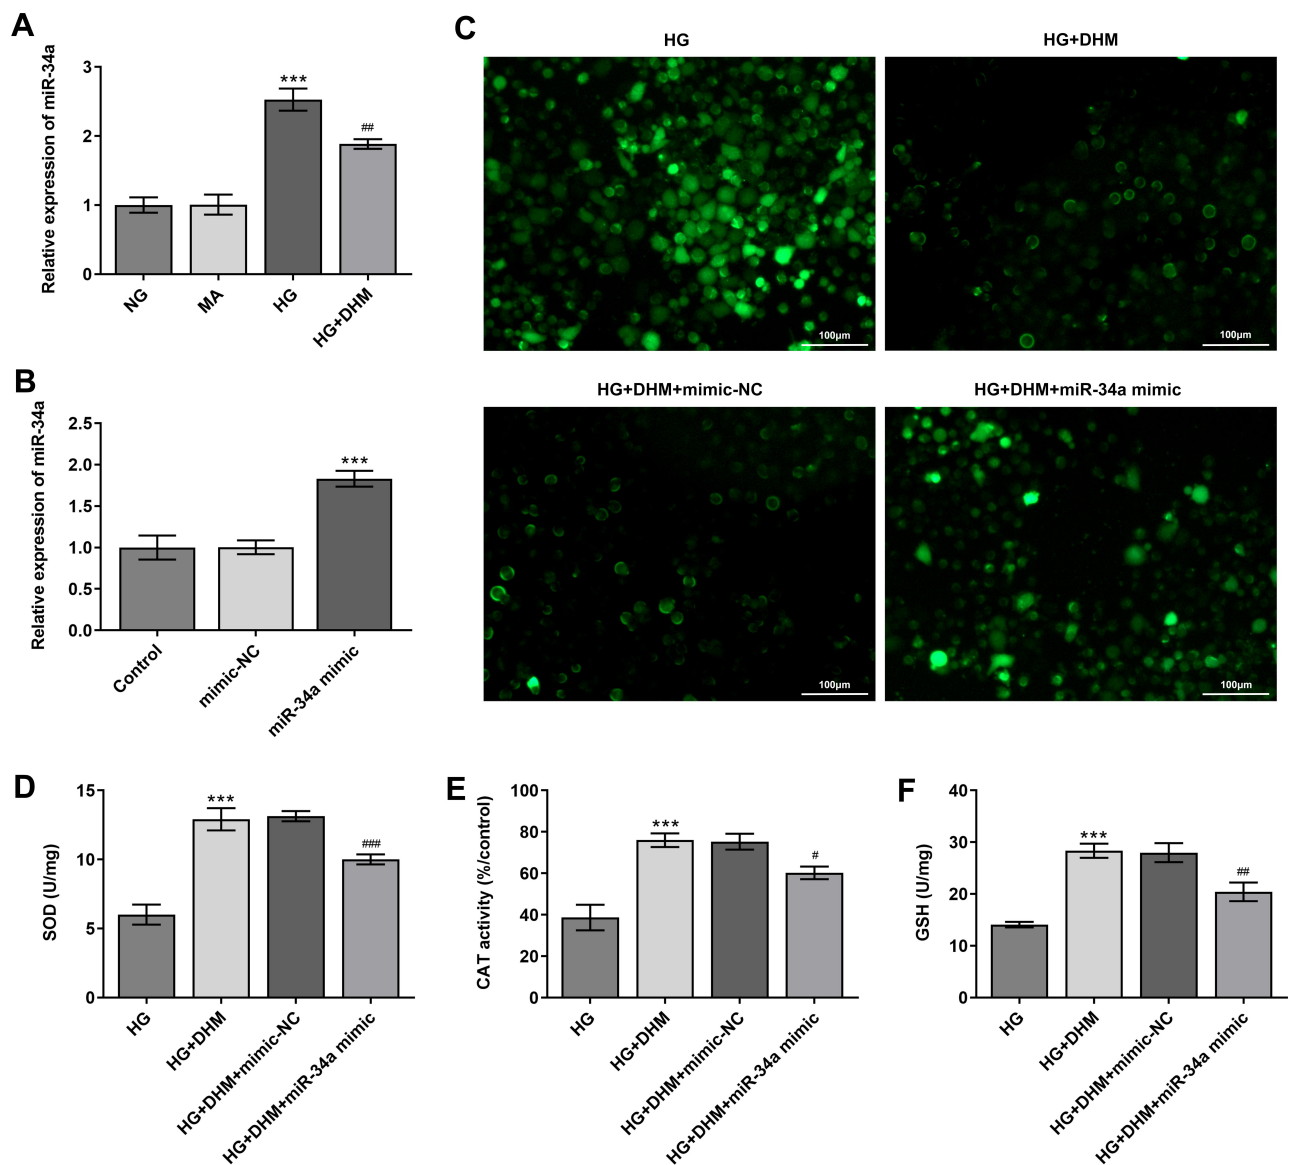 A
Relative expression of miR-34a
3
2
1
0
***
##
NG
MA
HG
HG+DHM
B
Relative expression of miR-34a
2.5
2.0
1.5
1.0
0.5
0.0
***
Control
mimic-NC
miR-34a mimic
C
HG
HG+DHM
100μm
100μm
HG+DHM+mimic-NC
HG+DHM+miR-34a mimic
100μm
100μm
D
SOD (U/mg)
15
10
5
0
***
###
HG
HG+DHM
HG+DHM+mimic-NC
HG+DHM+miR-34a mimic
E
CAT activity (%/control)
100
80
60
40
20
0
***
#
HG
HG+DHM
HG+DHM+mimic-NC
HG+DHM+miR-34a mimic
F
GSH (U/mg)
40
30
20
10
0
***
##
HG
HG+DHM
HG+DHM+mimic-NC
HG+DHM+miR-34a mimic